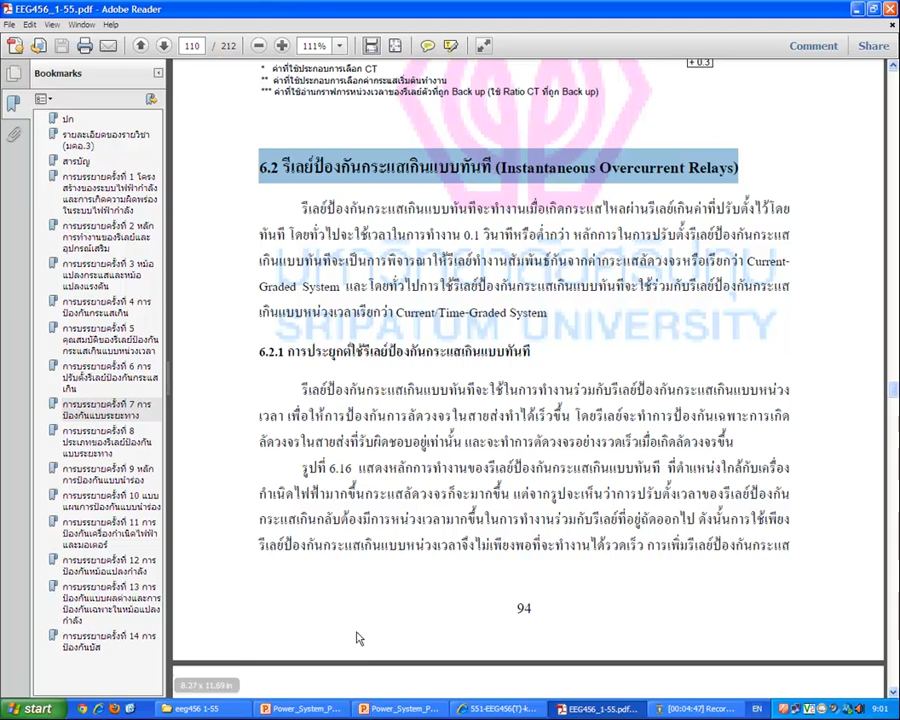 EEG456_1-55.pdf - Adobe Reader
File Edit View Window Help
110 / 212 111% Comment Share
Bookmarks
ปก
รายละเอียดของรายวิชา
(มคอ.3)
สารบัญ
การบรรยายครั้งที่ 1 โครง
สร้างของระบบไฟฟ้ากำลัง
และการเกิดความผิดพร่อง
ในระบบไฟฟ้ากำลัง
การบรรยายครั้งที่ 2 หลัก
การทำงานของรีเลย์และ
อุปกรณ์เสริม
การบรรยายครั้งที่ 3 หม้อ
แปลงกระแสและหม้อ
แปลงแรงดัน
การบรรยายครั้งที่ 4 การ
ป้องกันกระแสเกิน
การบรรยายครั้งที่ 5
คุณสมบัติของรีเลย์ป้องกัน
กระแสเกินแบบหน่วงเวลา
การบรรยายครั้งที่ 6 การ
ปรับตั้งรีเลย์ป้องกันกระแส
เกิน
การบรรยายครั้งที่ 7 การ
ป้องกันแบบระยะทาง
การบรรยายครั้งที่ 8
ประเภทของรีเลย์ป้องกัน
แบบระยะทาง
การบรรยายครั้งที่ 9 หลัก
การป้องกันแบบนำร่อง
การบรรยายครั้งที่ 10 แบบ
แผนการป้องกันแบบนำร่อง
การบรรยายครั้งที่ 11 การ
ป้องกันเครื่องกำเนิดไฟฟ้า
และมอเตอร์
การบรรยายครั้งที่ 12 การ
ป้องกันหม้อแปลงกำลัง
การบรรยายครั้งที่ 13 การ
ป้องกันแบบผลต่างและการ
ป้องกันเฉพาะในหม้อแปลง
กำลัง
การบรรยายครั้งที่ 14 การ
ป้องกันบัส
+ 0.3
* ค่าที่ใช้ประกอบการเลือก CT
** ค่าที่ใช้ประกอบการเลือกค่ากระแสเริ่มต้นทำงาน
*** ค่าที่ใช้อ่านกราฟการหน่วงเวลาของรีเลย์ตัวที่ถูก Back up (ใช้ Ratio CT ที่ถูก Back up)
6.2 รีเลย์ป้องกันกระแสเกินแบบทันที (Instantaneous Overcurrent Relays)
รีเลย์ป้องกันกระแสเกินแบบทันทีจะทำงานเมื่อเกิดกระแสไหลผ่านรีเลย์เกินค่าที่ปรับตั้งไว้โดย
ทันที โดยทั่วไปจะใช้เวลาในการทำงาน 0.1 วินาทีหรือต่ำกว่า หลักการในการปรับตั้งรีเลย์ป้องกันกระแส
เกินแบบทันทีจะเป็นการพิจารณาให้รีเลย์ทำงานสัมพันธ์กันจากค่ากระแสลัดวงจรหรือเรียกว่า Current-
Graded System และโดยทั่วไปการใช้รีเลย์ป้องกันกระแสเกินแบบทันทีจะใช้ร่วมกับรีเลย์ป้องกันกระแส
เกินแบบหน่วงเวลาเรียกว่า Current/Time-Graded System
มหาวิทยาลัยศรีปทุม
SRIPATUM UNIVERSITY
6.2.1 การประยุกต์ใช้รีเลย์ป้องกันกระแสเกินแบบทันที
รีเลย์ป้องกันกระแสเกินแบบทันทีจะใช้ในการทำงานร่วมกับรีเลย์ป้องกันกระแสเกินแบบหน่วง
เวลา เพื่อให้การป้องกันการลัดวงจรในสายส่งทำได้เร็วขึ้น โดยรีเลย์จะทำการป้องกันเฉพาะการเกิด
ลัดวงจรในสายส่งที่รับผิดชอบอยู่เท่านั้น และจะทำการตัดวงจรอย่างรวดเร็วเมื่อเกิดลัดวงจรขึ้น
รูปที่ 6.16 แสดงหลักการทำงานของรีเลย์ป้องกันกระแสเกินแบบทันที ที่ตำแหน่งใกล้กับเครื่อง
กำเนิดไฟฟ้ามากขึ้นกระแสลัดวงจรก็จะมากขึ้น แต่จากรูปจะเห็นว่าการปรับตั้งเวลาของรีเลย์ป้องกัน
กระแสเกินกลับต้องมีการหน่วงเวลามากขึ้นในการทำงานร่วมกับรีเลย์ที่อยู่ถัดออกไป ดังนั้นการใช้เพียง
รีเลย์ป้องกันกระแสเกินแบบหน่วงเวลาจึงไม่เพียงพอที่จะทำงานได้รวดเร็ว การเพิ่มรีเลย์ป้องกันกระแส
94
8.27 x 11.69 in
start eeg456 1-55 Power_System_P... Power_System_P... 551-EEG456(T)-k... EEG456_1-55.pdf... [00:04:47] Recordin... EN 9:01